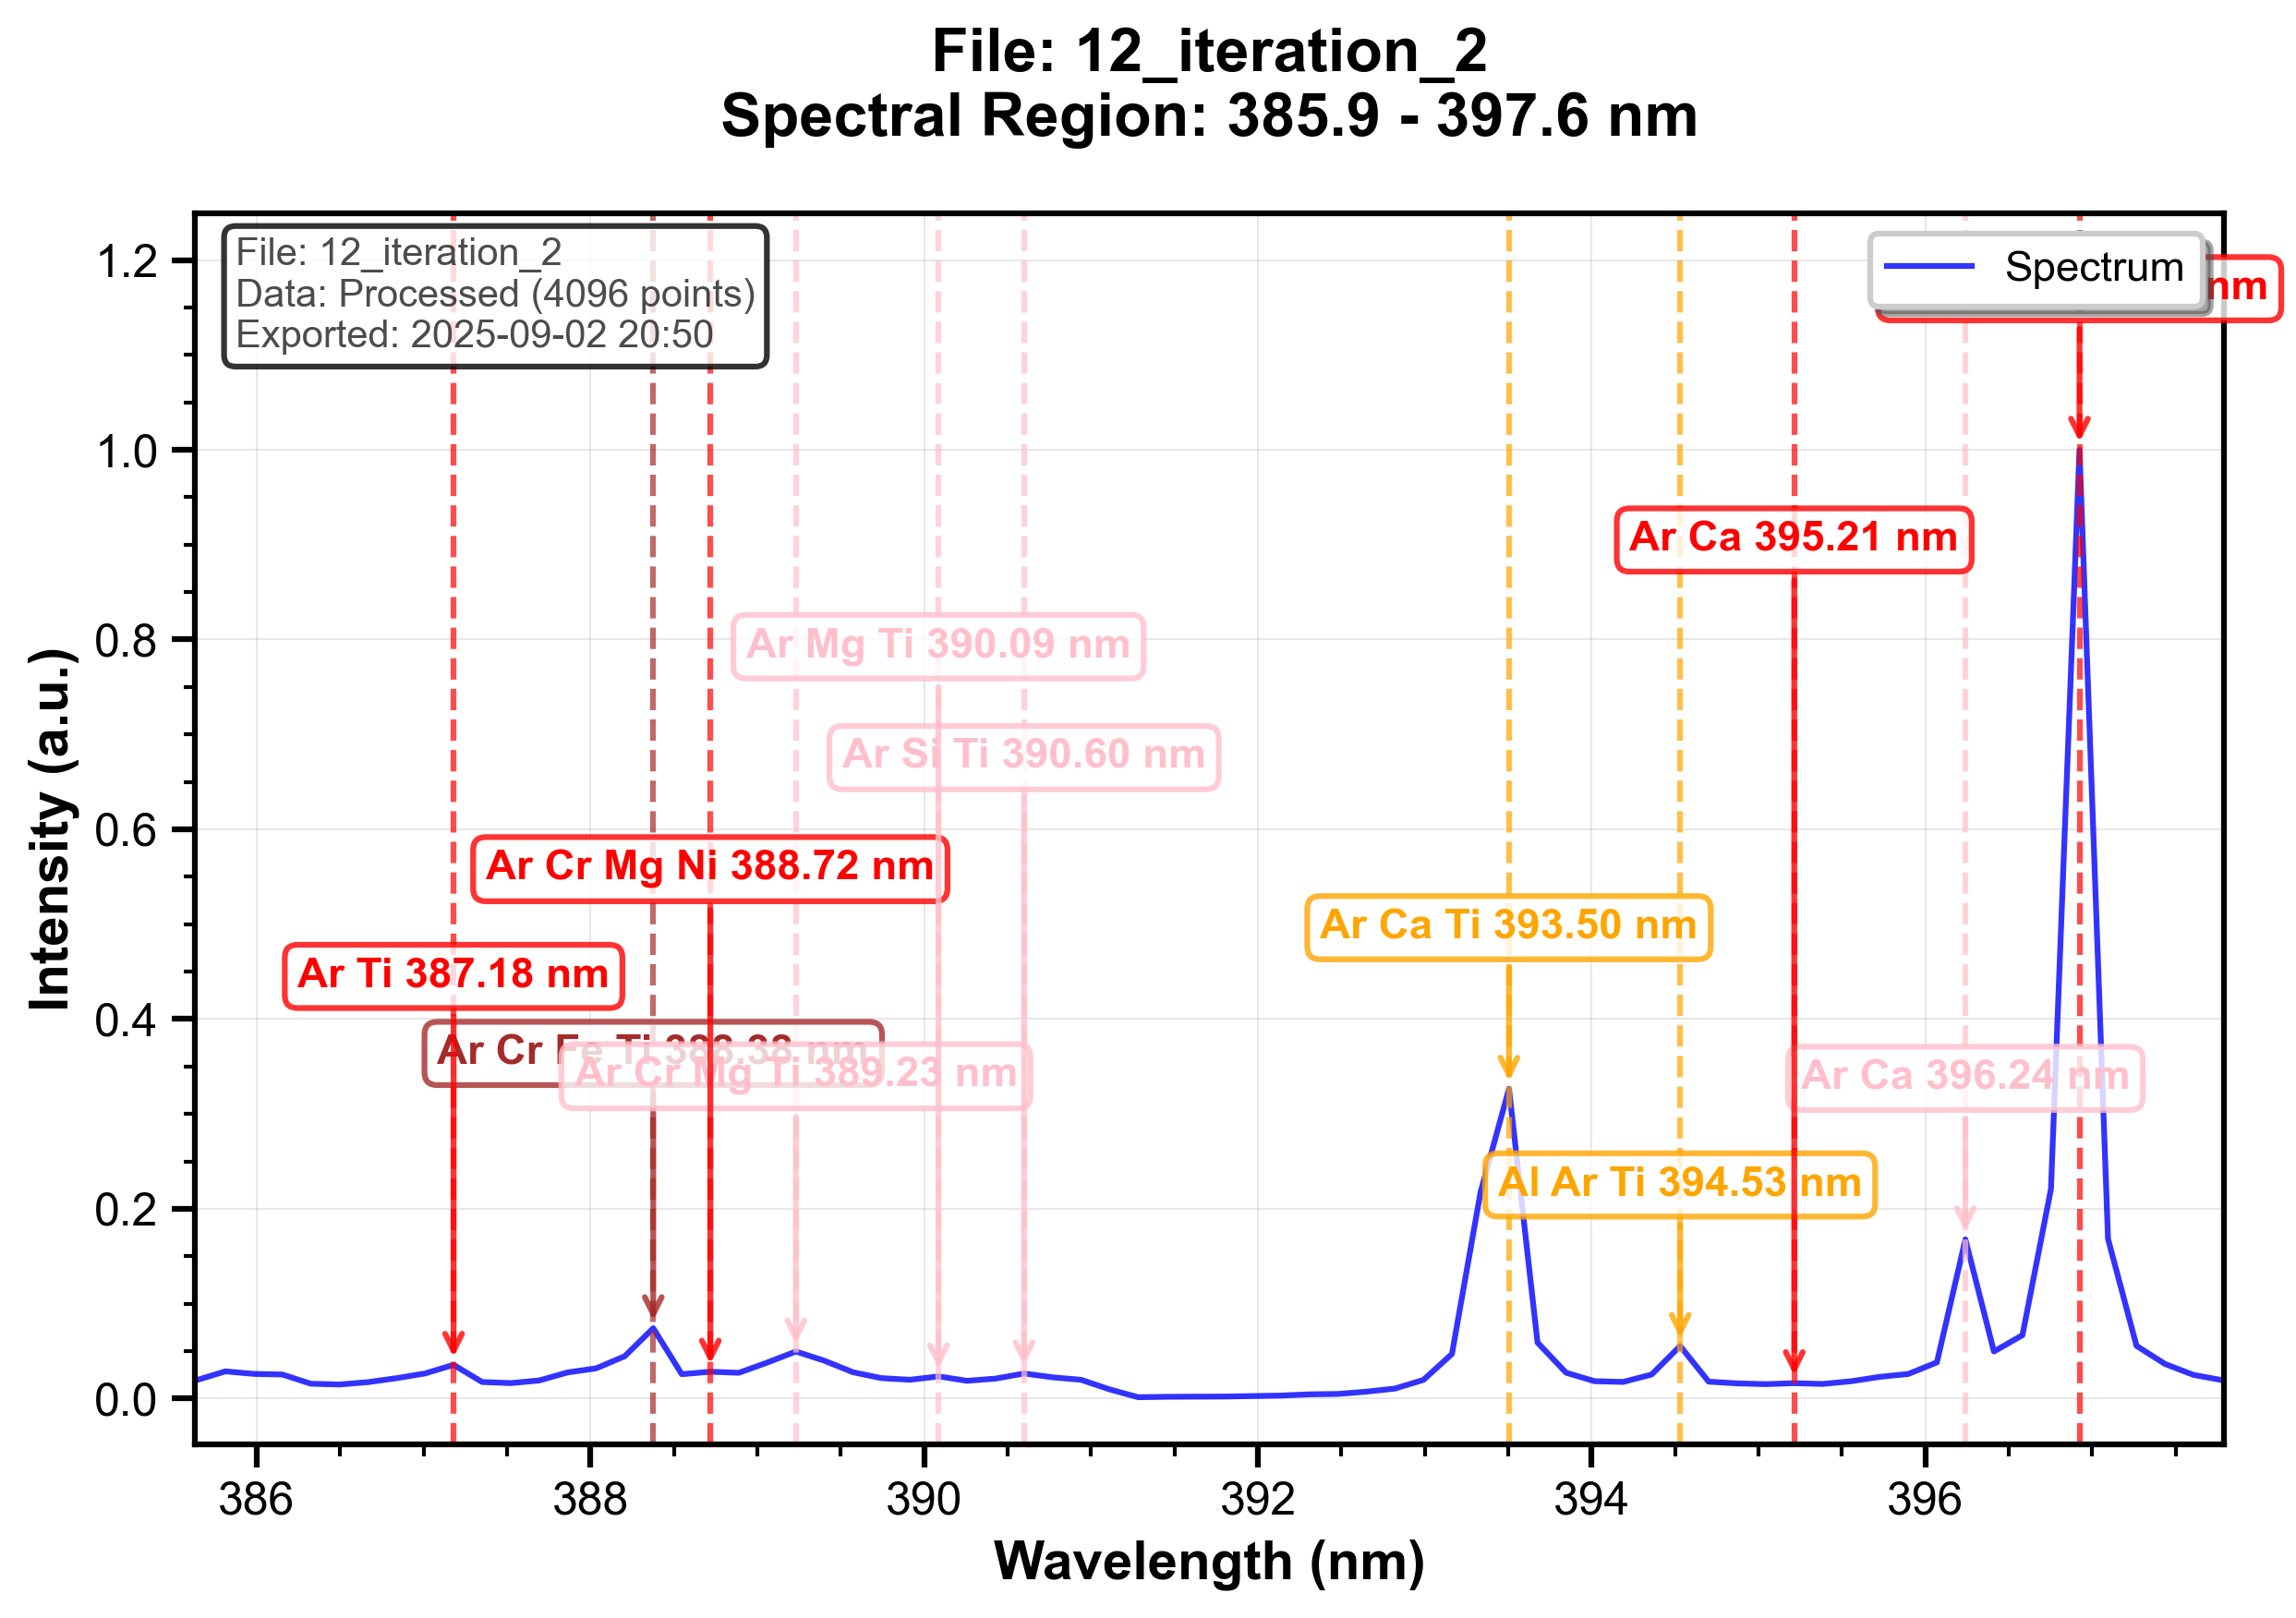 File: 12_iteration_2
Spectral Region: 385.9 - 397.6 nm
File: 12_iteration_2
Data: Processed (4096 points)
Exported: 2025-09-02 20:50
Spectrum
nm
Ar Ca 395.21 nm
Ar Mg Ti 390.09 nm
Ar Si Ti 390.60 nm
Ar Cr Mg Ni 388.72 nm
Ar Ca Ti 393.50 nm
Ar Ti 387.18 nm
Ar Cr Fe Ti 388.38 nm
Ar Cr Mg Ti 389.23 nm
Ar Ca 396.24 nm
Al Ar Ti 394.53 nm
Intensity (a.u.)
1.2
1.0
0.8
0.6
0.4
0.2
0.0
386 388 390 392 394 396
Wavelength (nm)